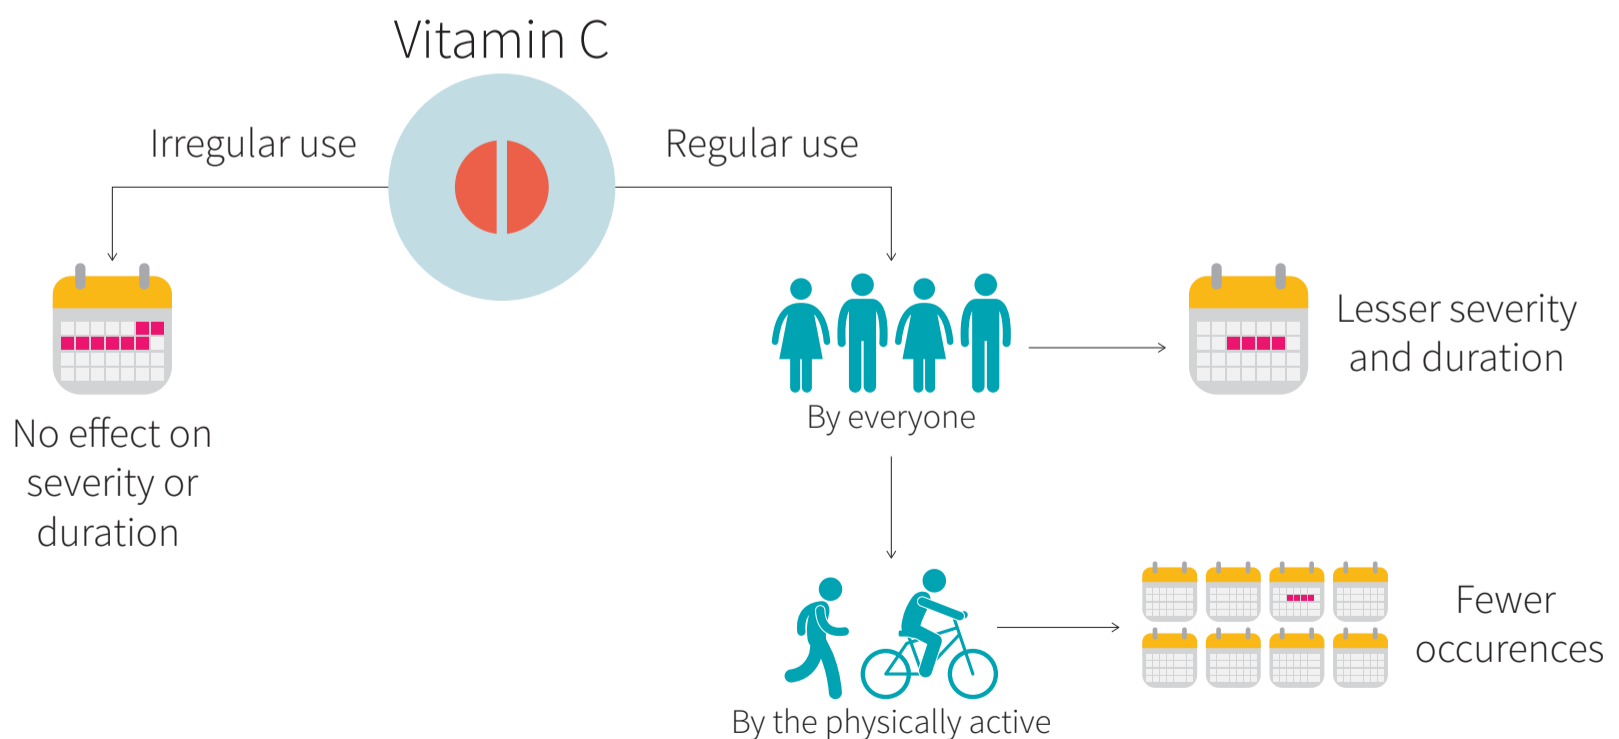 Vitamin C
Irregular use
Regular use
No effect on
severity or
duration
By everyone
Lesser severity
and duration
By the physically active
Fewer
occurences